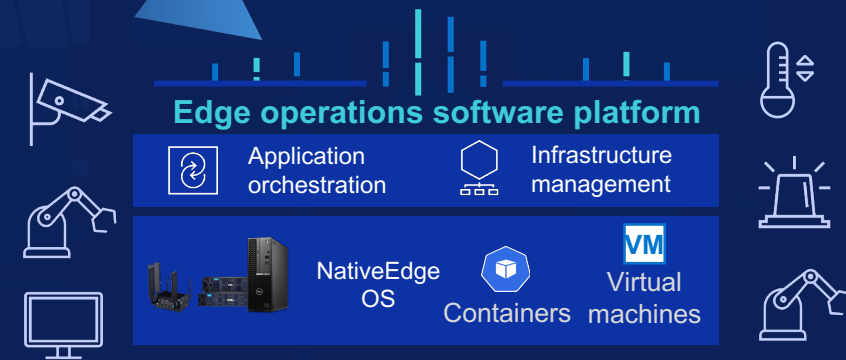 Edge operations software platform
Application
orchestration
Infrastructure
management
NativeEdge
OS
Containers
VM
Virtual
machines